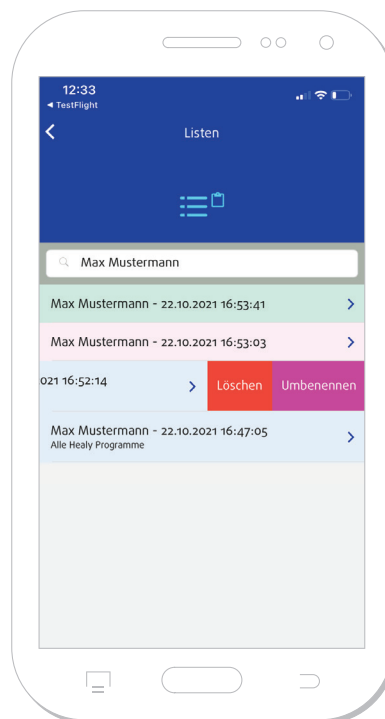 12:33
◀ TestFlight
Listen
Max Mustermann
Max Mustermann - 22.10.2021 16:53:41
Max Mustermann - 22.10.2021 16:53:03
021 16:52:14
Löschen
Umbenennen
Max Mustermann - 22.10.2021 16:47:05
Alle Healy Programme